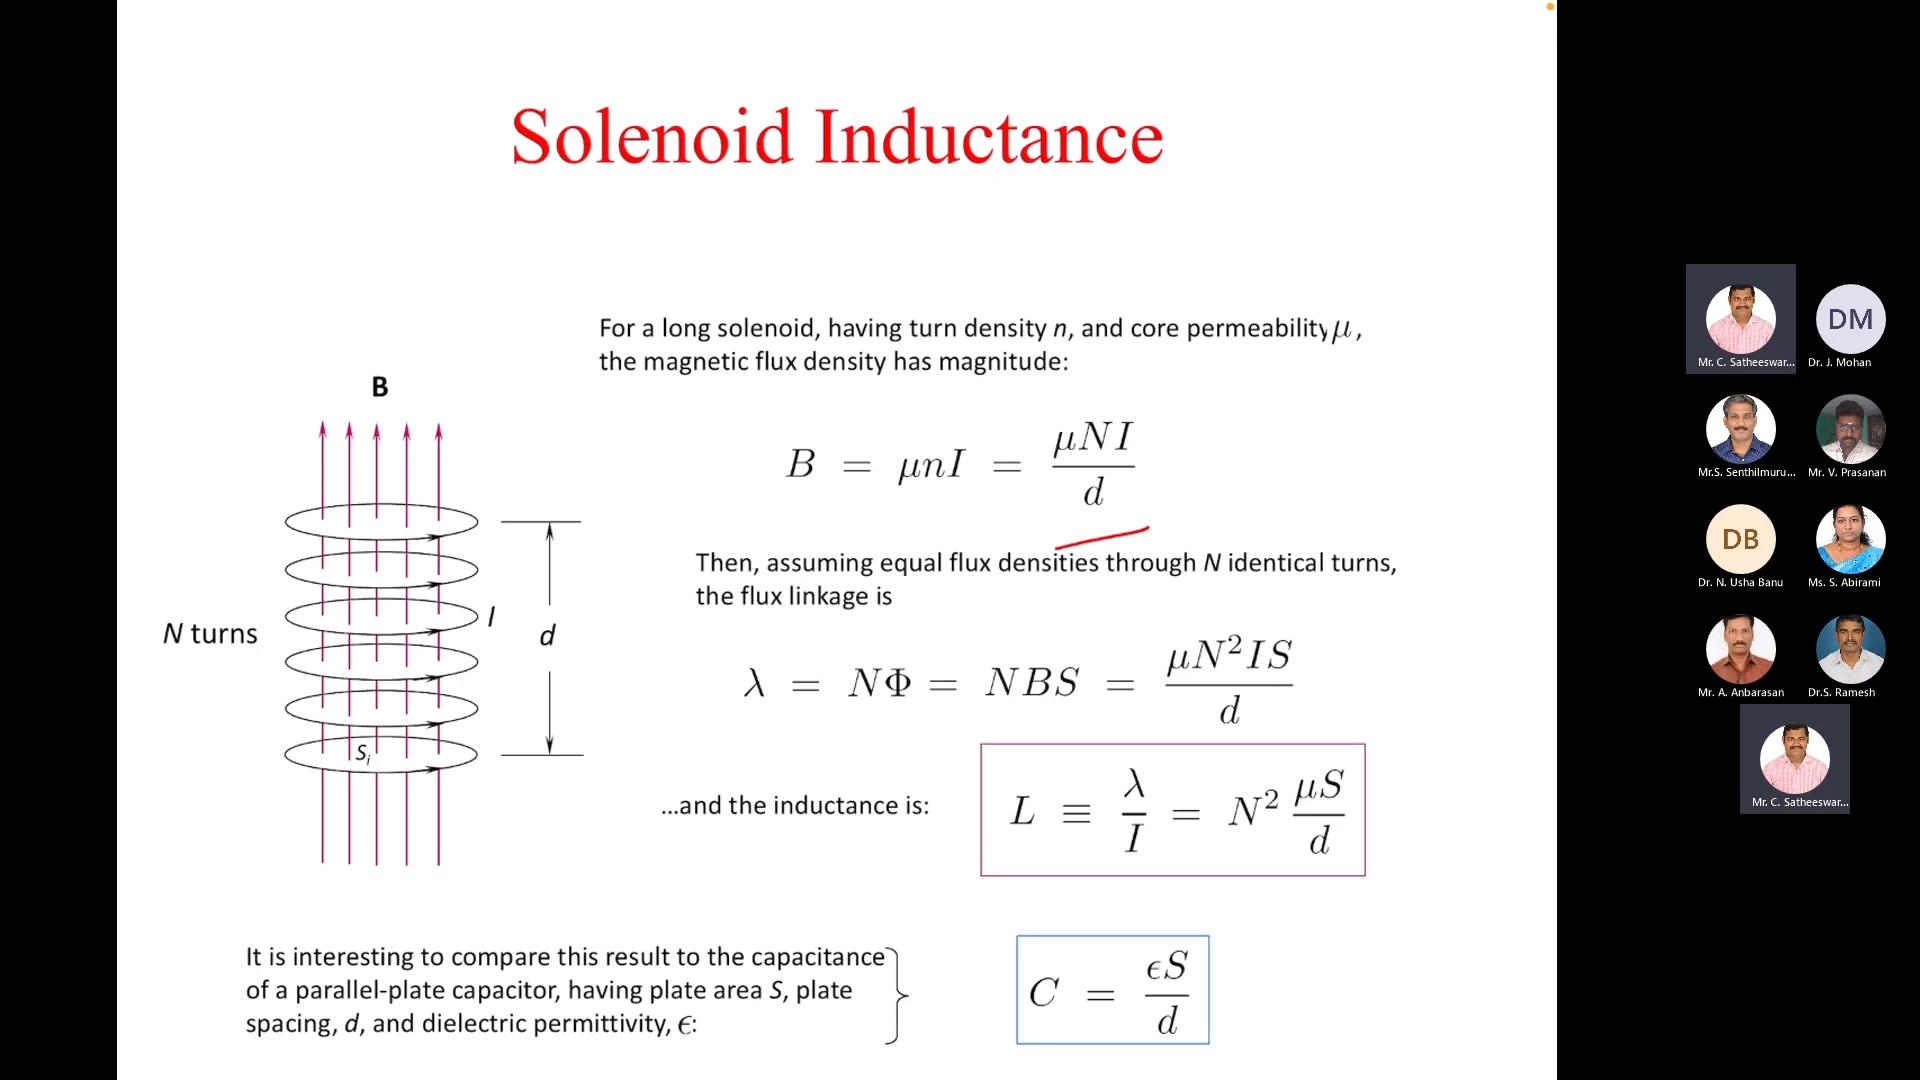 Solenoid Inductance
For a long solenoid, having turn density n, and core permeability μ,
the magnetic flux density has magnitude:
B
B = μnI = μNI/d
Then, assuming equal flux densities through N identical turns,
the flux linkage is
N turns
I
d
λ = NΦ = NBS = μN²IS/d
Sᵢ
...and the inductance is:
L ≡ λ/I = N² μS/d
It is interesting to compare this result to the capacitance
of a parallel-plate capacitor, having plate area S, plate
spacing, d, and dielectric permittivity, ϵ:
C = ϵS/d
Mr. C. Satheeswar...
Dr. J. Mohan
DM
Mr.S. Senthilmuru...
Mr. V. Prasanan
DB
Dr. N. Usha Banu
Ms. S. Abirami
Mr. A. Anbarasan
Dr.S. Ramesh
Mr. C. Satheeswar...